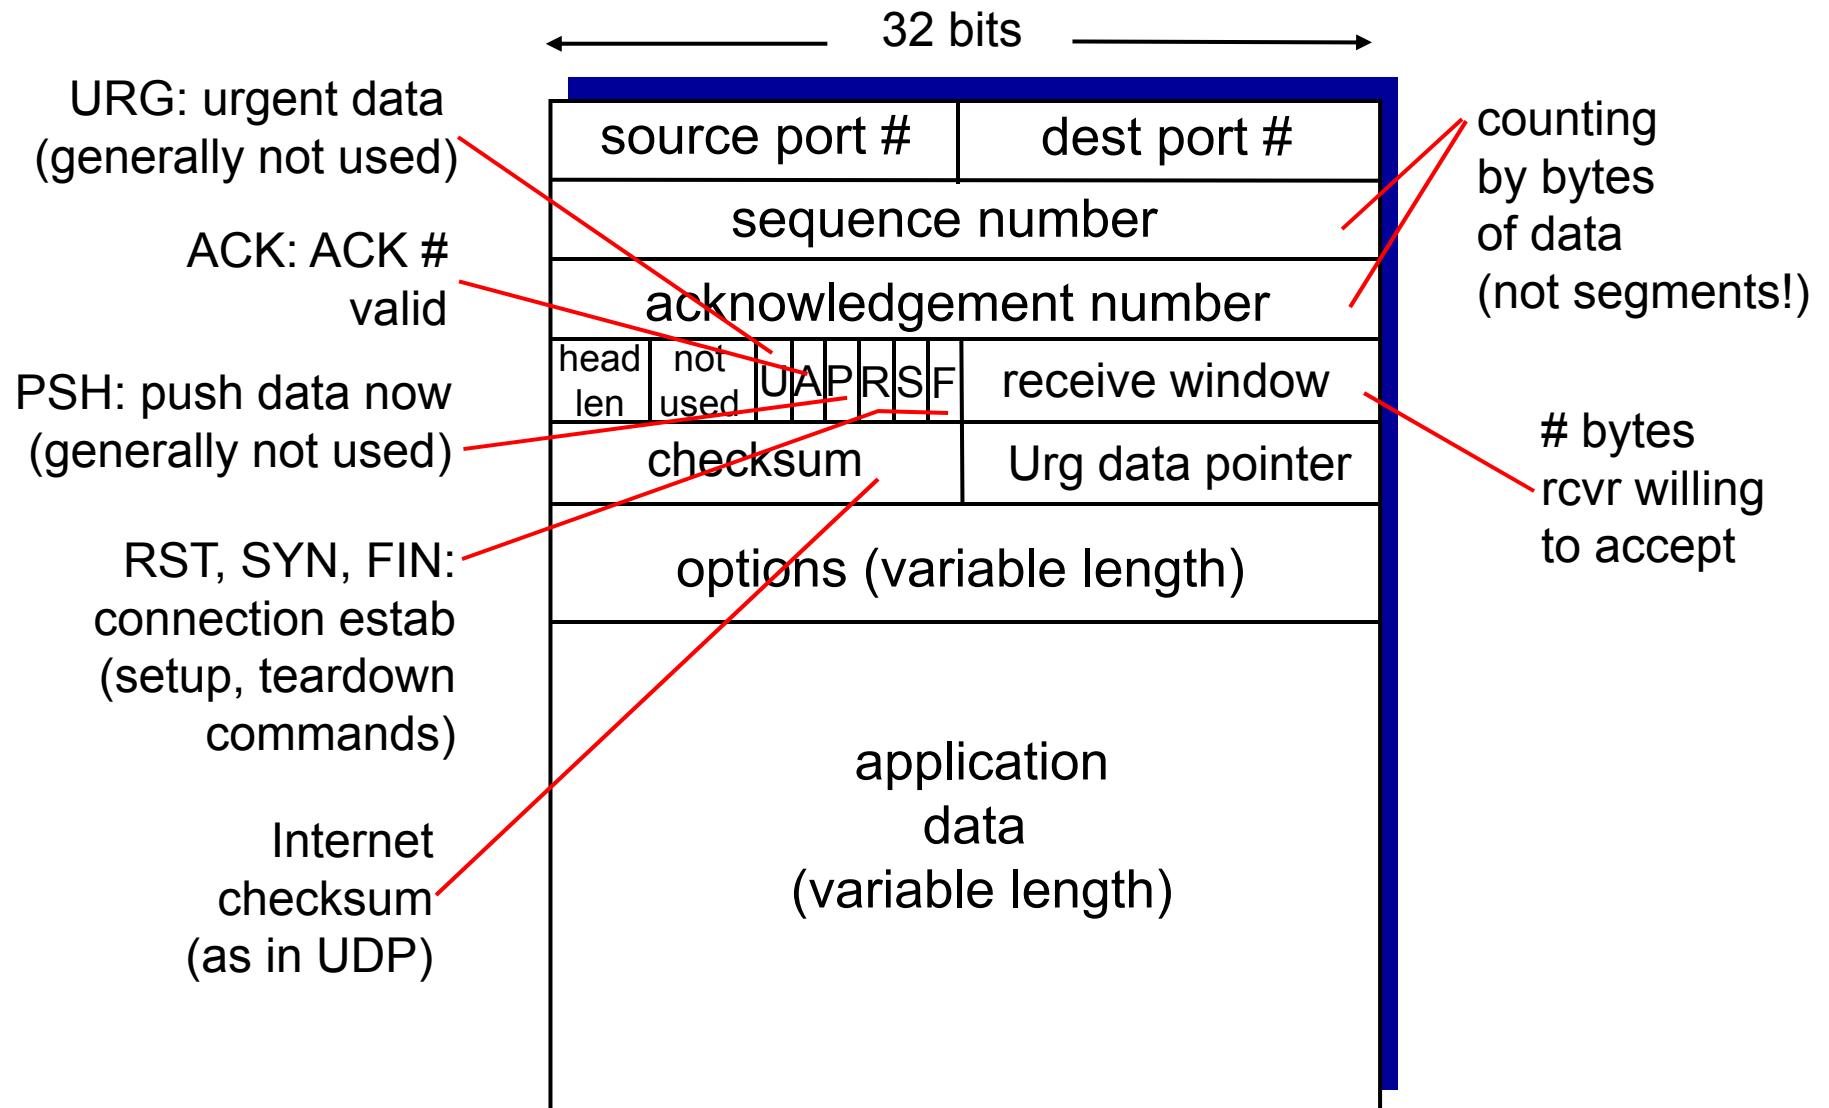 32 bits
URG: urgent data
(generally not used)
ACK: ACK #
valid
PSH: push data now
(generally not used)
RST, SYN, FIN:
connection estab
(setup, teardown
commands)
Internet
checksum
(as in UDP)
source port #
dest port #
sequence number
acknowledgement number
head
len
not
used
U
A
P
R
S
F
receive window
checksum
Urg data pointer
options (variable length)
application
data
(variable length)
counting
by bytes
of data
(not segments!)
# bytes
rcvr willing
to accept